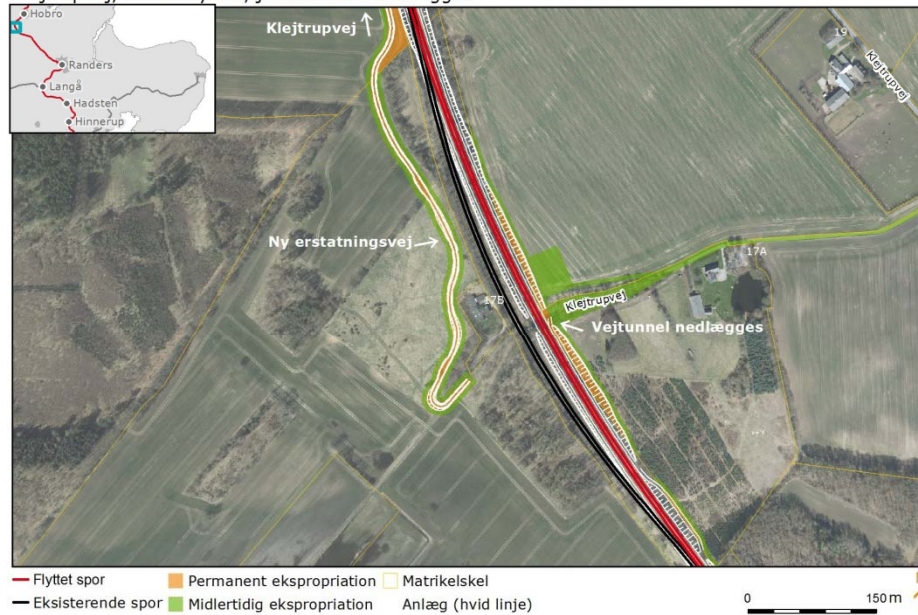 Hobro
Randers
Langå
Hadsten
Hinnerup
Klejtrupvej
19
Klejtrupvej
Ny erstatningsvej
17A
17B
Klejtrupvej
Vejtunnel nedlægges
Flyttet spor
Permanent ekspropriation
Matrikelskel
Eksisterende spor
Midlertidig ekspropriation
Anlæg (hvid linje)
0 150 m